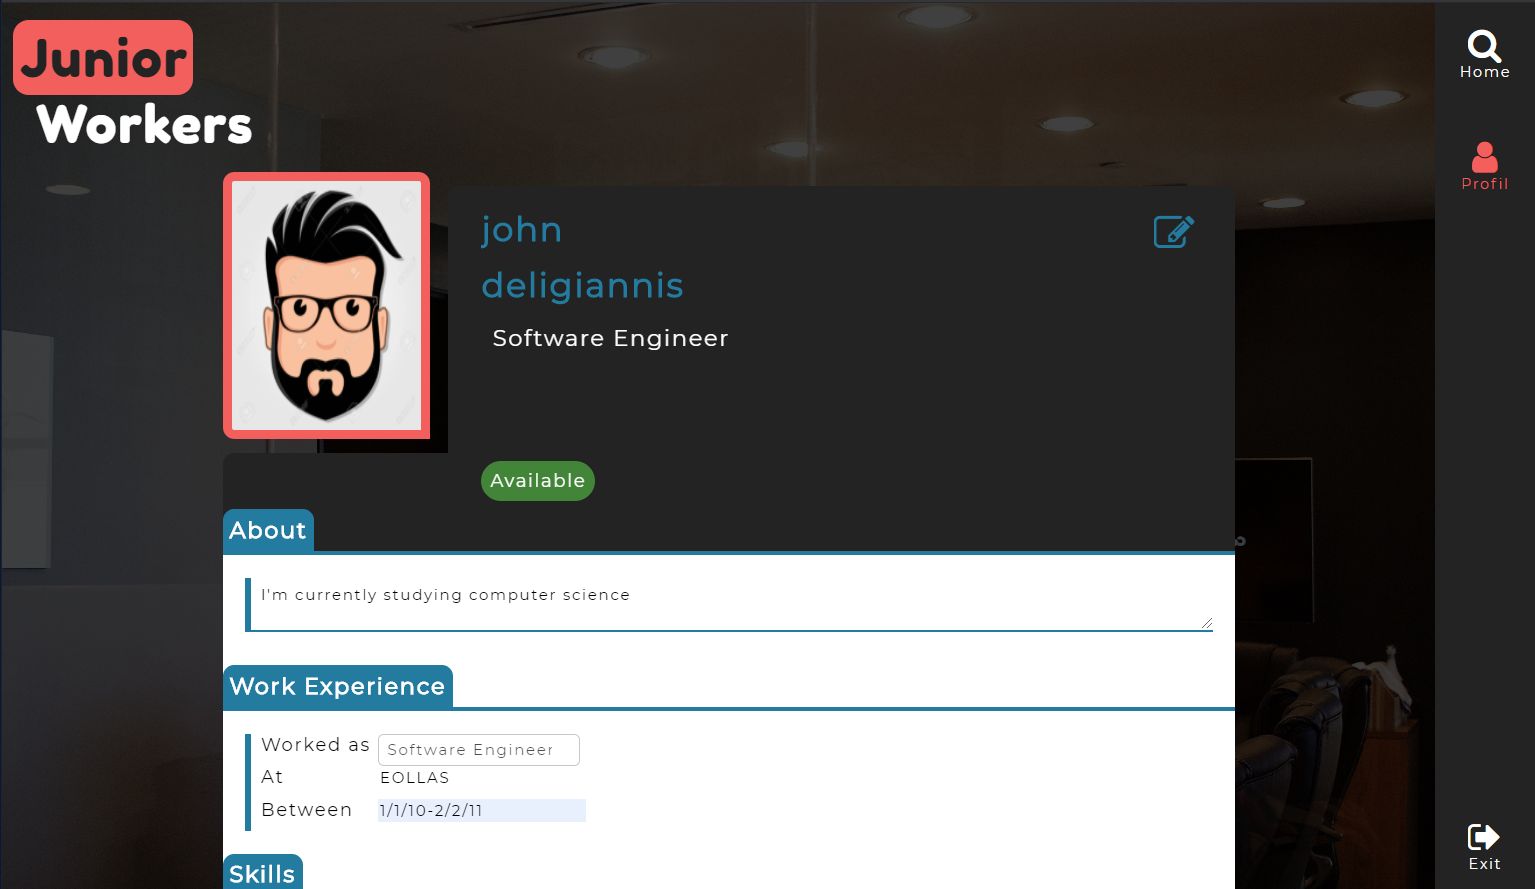 Junior
Workers
Home
Profil
john
deligiannis
Software Engineer
Available
About
I'm currently studying computer science
Work Experience
Worked as Software Engineer
At EOLLAS
Between 1/1/10-2/2/11
Skills
Exit